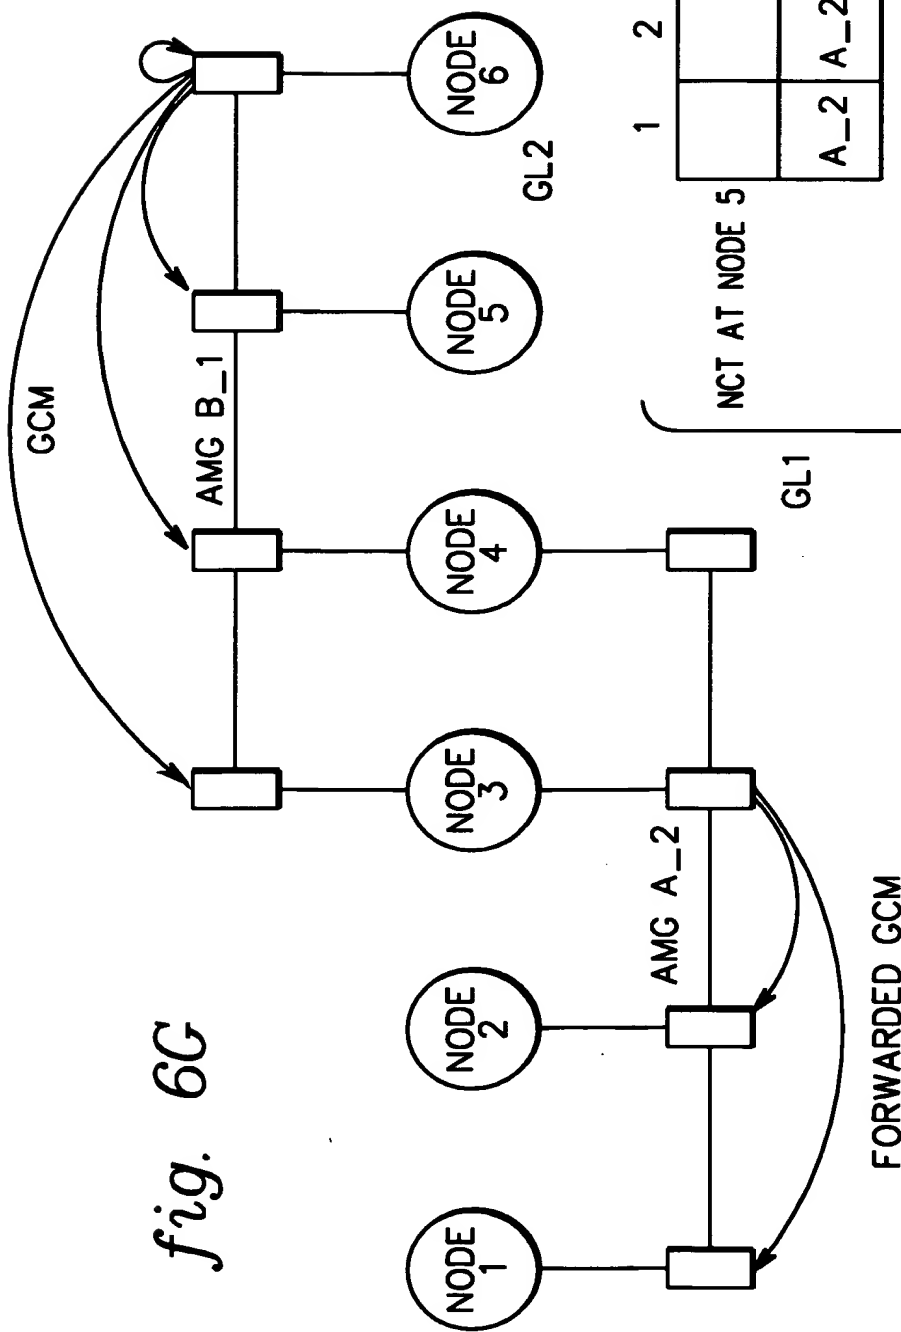 fig. 6G
GCM
AMG B_1
NODE
1
NODE
2
NODE
3
NODE
4
NODE
5
NODE
6
GL2
AMG A_2
GL1
FORWARDED GCM
NCT AT NODE 5
1 2
A_2 A_2